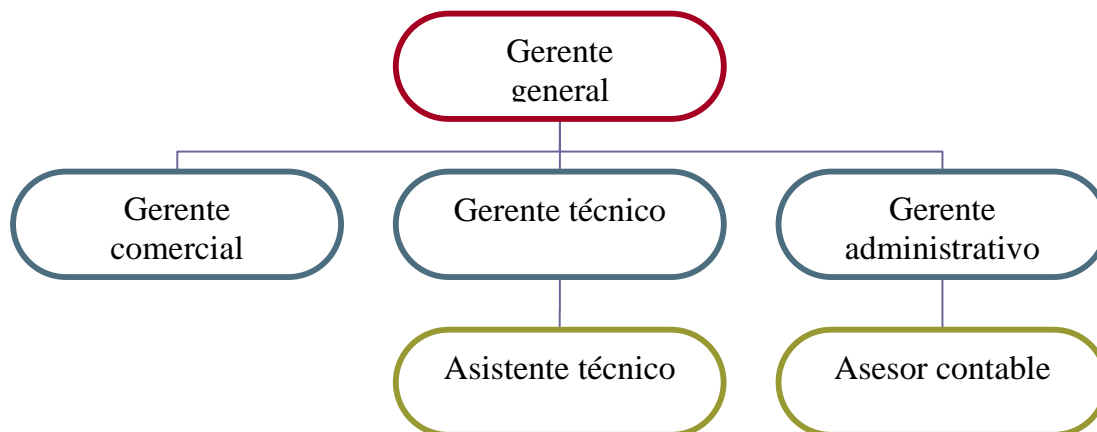 Gerente
general
Gerente
comercial
Gerente técnico
Gerente
administrativo
Asistente técnico
Asesor contable